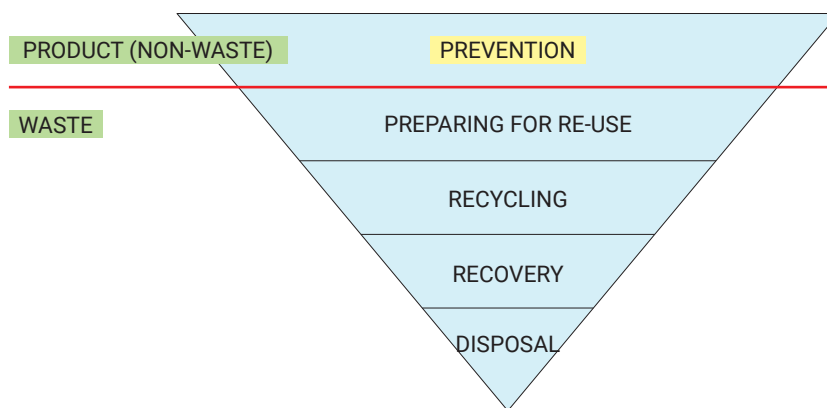 PRODUCT (NON-WASTE) PREVENTION
WASTE PREPARING FOR RE-USE
RECYCLING
RECOVERY
DISPOSAL